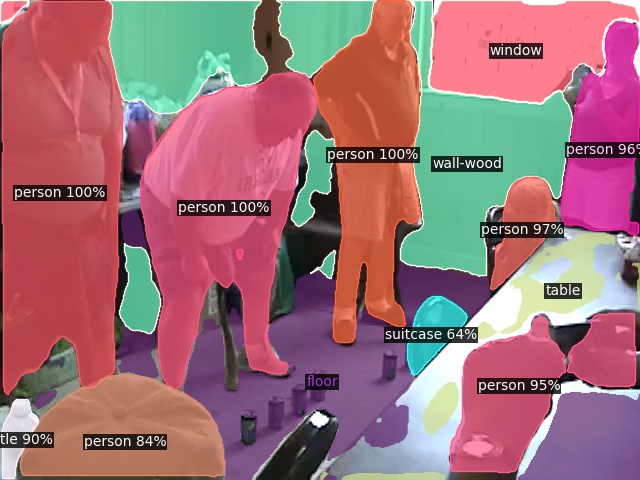 window
person 100%
wall-wood
person 96%
person 100%
person 100%
person 97%
table
suitcase 64%
floor
person 95%
tle 90%
person 84%